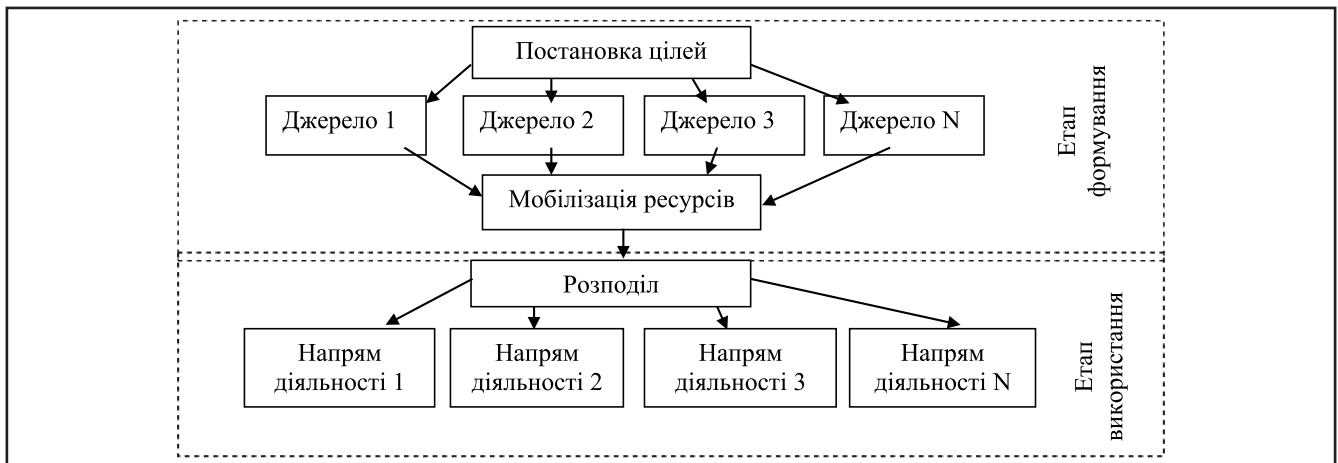 Постановка цілей
Джерело 1
Джерело 2
Джерело 3
Джерело N
Мобілізація ресурсів
Етап
формування
Розподіл
Напрям
діяльності 1
Напрям
діяльності 2
Напрям
діяльності 3
Напрям
діяльності N
Етап
використання